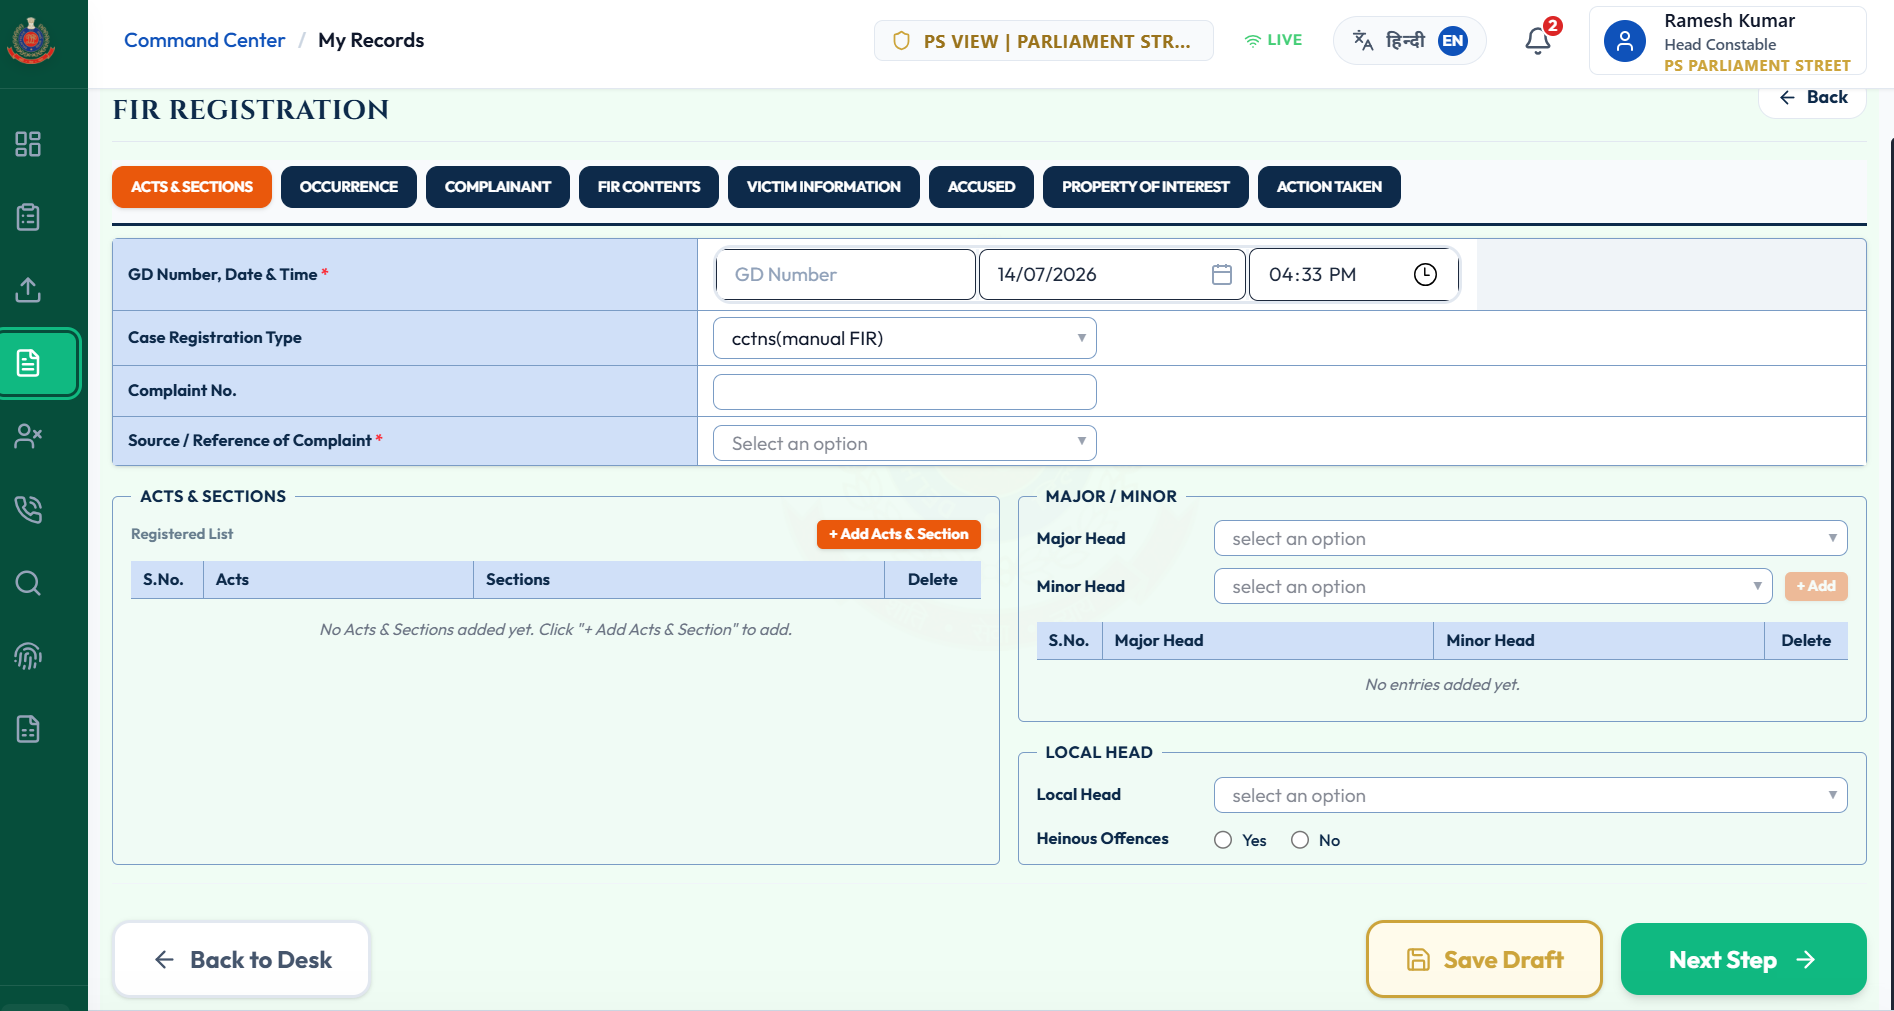 Command Center / My Records
PS VIEW | PARLIAMENT STR...
LIVE
हिन्दी EN
2
Ramesh Kumar
Head Constable
PS PARLIAMENT STREET
FIR REGISTRATION
Back
ACTS & SECTIONS
OCCURRENCE
COMPLAINANT
FIR CONTENTS
VICTIM INFORMATION
ACCUSED
PROPERTY OF INTEREST
ACTION TAKEN
GD Number, Date & Time *
GD Number
14/07/2026
04:33 PM
Case Registration Type
cctns(manual FIR)
Complaint No.
Source / Reference of Complaint *
Select an option
ACTS & SECTIONS
Registered List
+ Add Acts & Section
S.No. Acts Sections Delete
No Acts & Sections added yet. Click "+ Add Acts & Section" to add.
MAJOR / MINOR
Major Head
select an option
Minor Head
select an option
+ Add
S.No. Major Head Minor Head Delete
No entries added yet.
LOCAL HEAD
Local Head
select an option
Heinous Offences
Yes
No
Back to Desk
Save Draft
Next Step